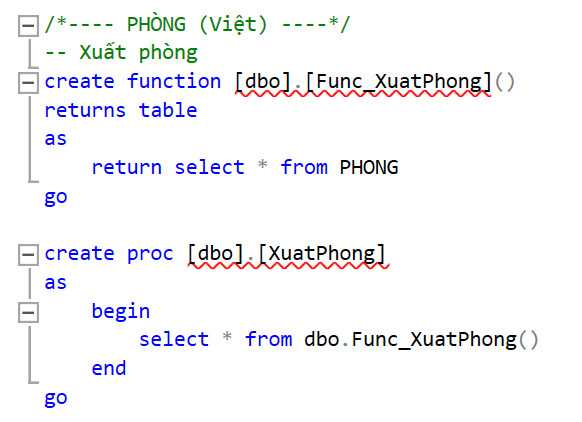 /*---- PHÒNG (Việt) ----*/
-- Xuất phòng
create function [dbo].[Func_XuatPhong]()
returns table
as
    return select * from PHONG
go

create proc [dbo].[XuatPhong]
as
    begin
        select * from dbo.Func_XuatPhong()
    end
go